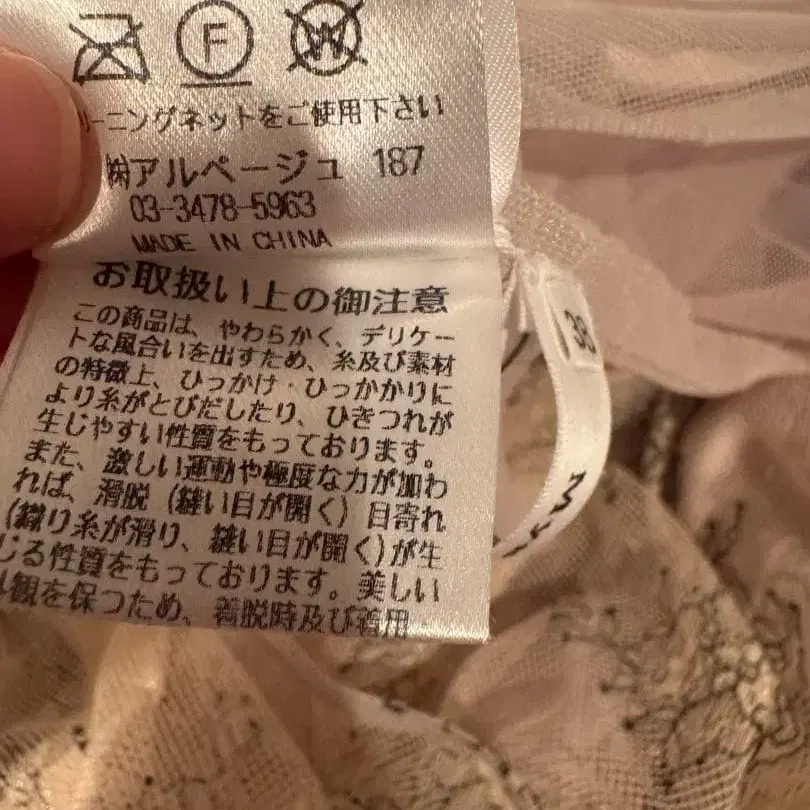 F
W
ーニングネットをご使用下さい
㈱アルページュ 187
03-3478-5963
MADE IN CHINA
お取扱い上の御注意
この商品は、やわらかく、デリケー
トな風合いを出すため、糸及び素材
の特徴上、ひっかけ・ひっかかりに
より糸がとびだしたり、ひきつれが
生じやすい性質をもっております。
また、激しい運動や極度な力が加わ
れば、滑脱（縫い目が開く）目寄れ
(織り糸が滑り、縫い目が開く)が生
じる性質をもっております。美しい
観を保つため、着脱時及び着用
38